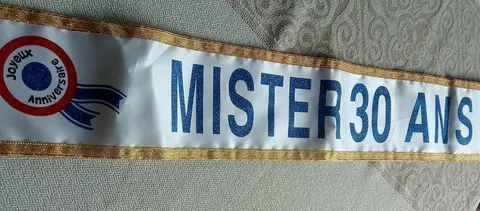 Joyeux
Anniversaire
MISTER 30 ANS